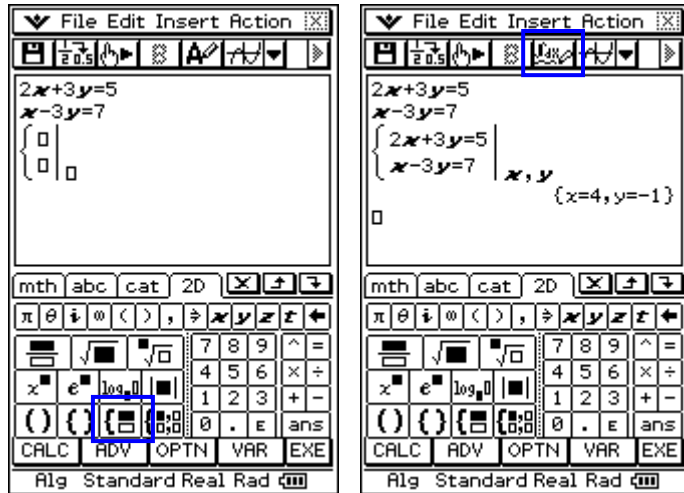 File Edit Insert Action
2x+3y=5
x-3y=7
mth abc cat 2D
π θ i ∞ ( ) , ⇒ x y z t
7 8 9 ^ =
4 5 6 × ÷
x e log 1 2 3 + -
( ) { } 0 . E ans
CALC ADV OPTN VAR EXE
Alg Standard Real Rad
File Edit Insert Action
2x+3y=5
x-3y=7
2x+3y=5
x-3y=7 x,y
{x=4,y=-1}
mth abc cat 2D
π θ i ∞ ( ) , ⇒ x y z t
7 8 9 ^ =
4 5 6 × ÷
x e log 1 2 3 + -
( ) { } 0 . E ans
CALC ADV OPTN VAR EXE
Alg Standard Real Rad